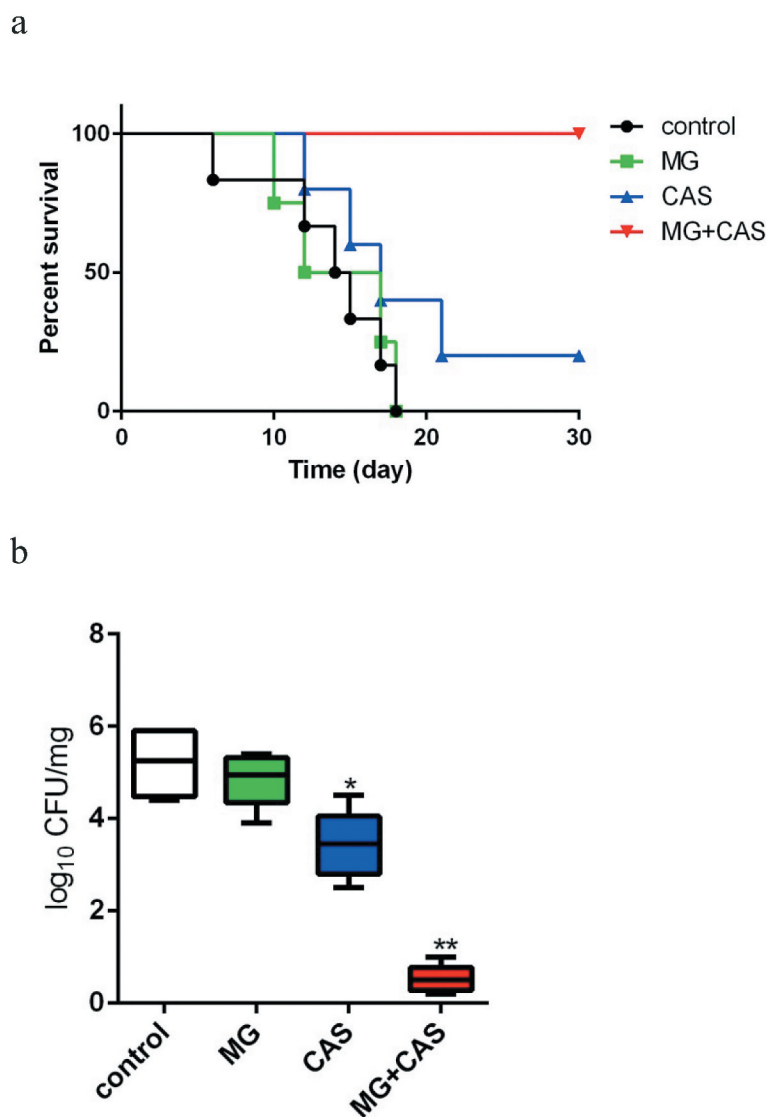 a
100
50
0
Percent survival
0 10 20 30
Time (day)
control
MG
CAS
MG+CAS
b
8
6
4
2
0
log₁₀ CFU/mg
*
**
control MG CAS MG+CAS